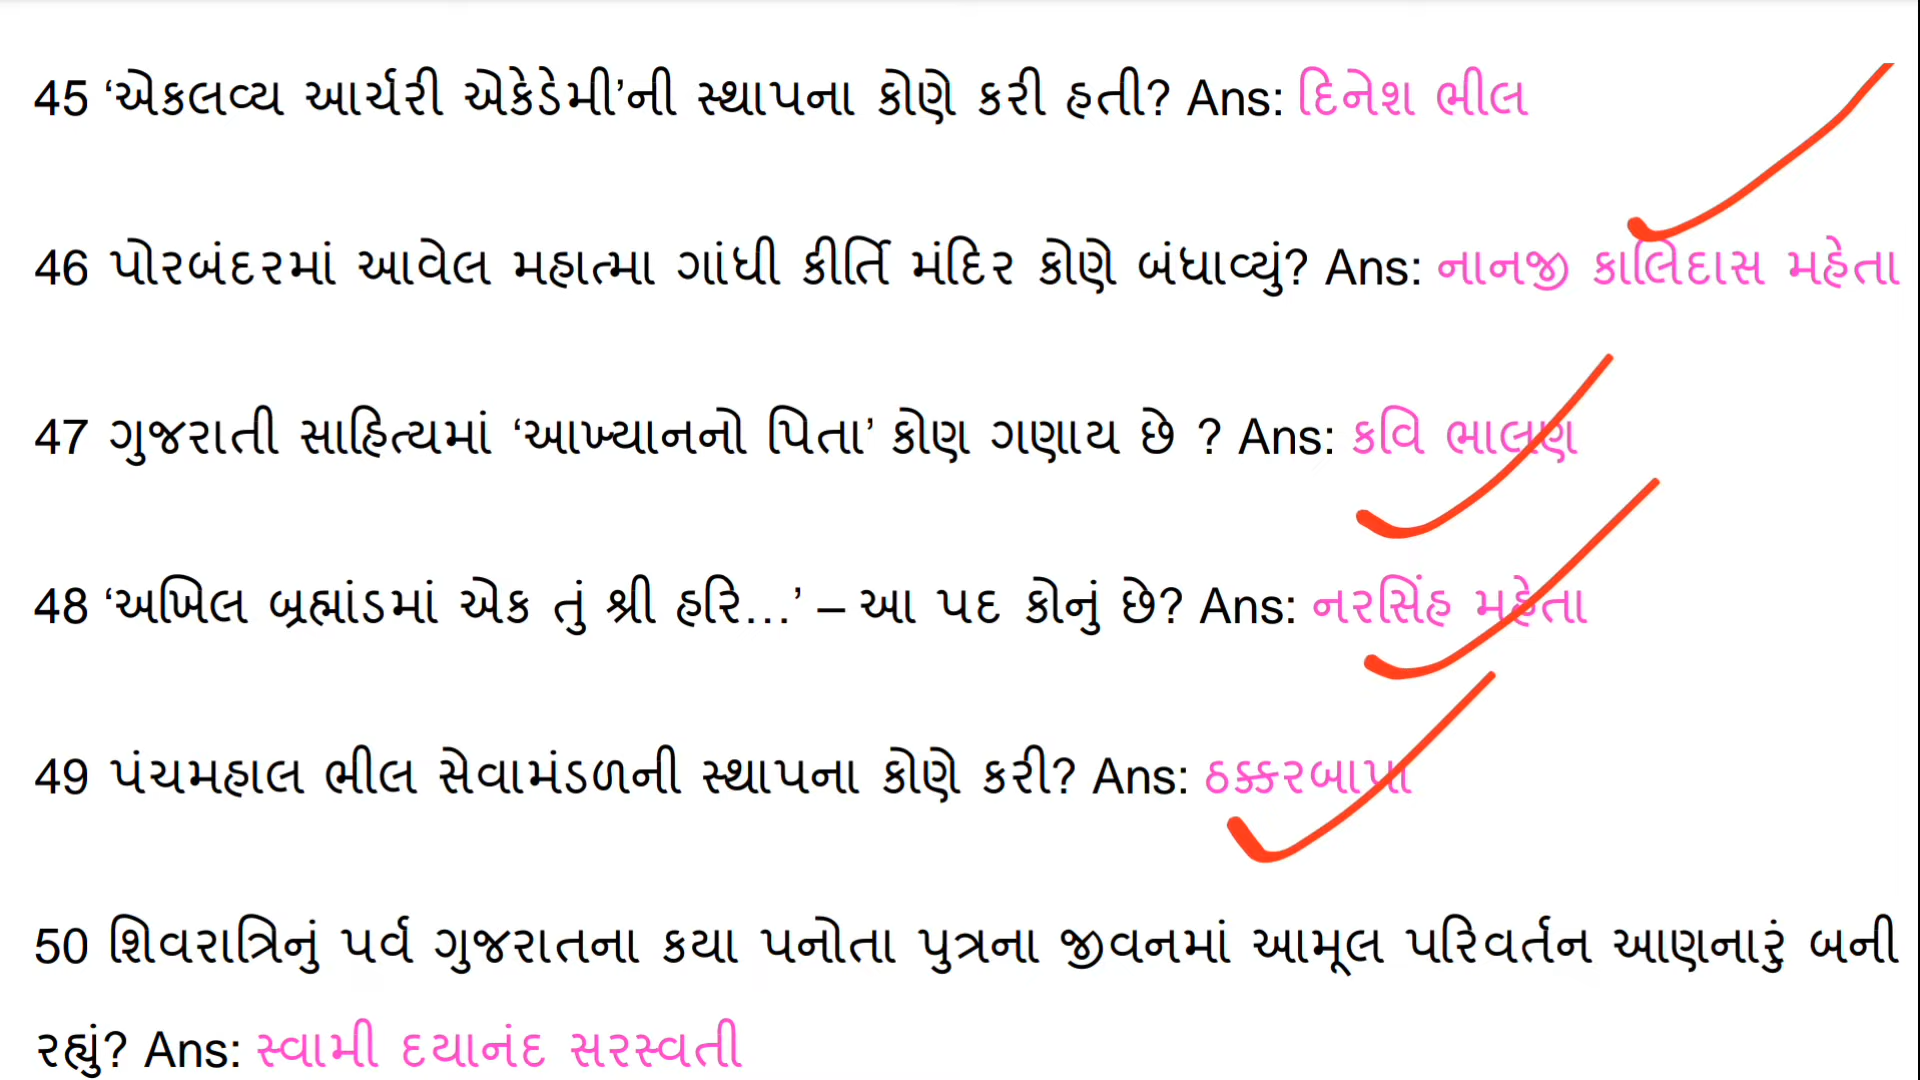 45 ‘એકલવ્ય આર્ચરી એકેડેમી’ની સ્થાપના કોણે કરી હતી? Ans: દિનેશ ભીલ
46 પોરબંદરમાં આવેલ મહાત્મા ગાંધી કીર્તિ મંદિર કોણે બંધાવ્યું? Ans: નાનજી કાલિદાસ મહેતા
47 ગુજરાતી સાહિત્યમાં ‘આખ્યાનનો પિતા’ કોણ ગણાય છે ? Ans: કવિ ભાલણ
48 ‘અખિલ બ્રહ્માંડમાં એક તું શ્રી હરિ...’ – આ પદ કોનું છે? Ans: નરસિંહ મહેતા
49 પંચમહાલ ભીલ સેવામંડળની સ્થાપના કોણે કરી? Ans: ઠક્કરબાપા
50 શિવરાત્રિનું પર્વ ગુજરાતના કયા પનોતા પુત્રના જીવનમાં આમૂલ પરિવર્તન આણનારું બની
રહ્યું? Ans: સ્વામી દયાનંદ સરસ્વતી